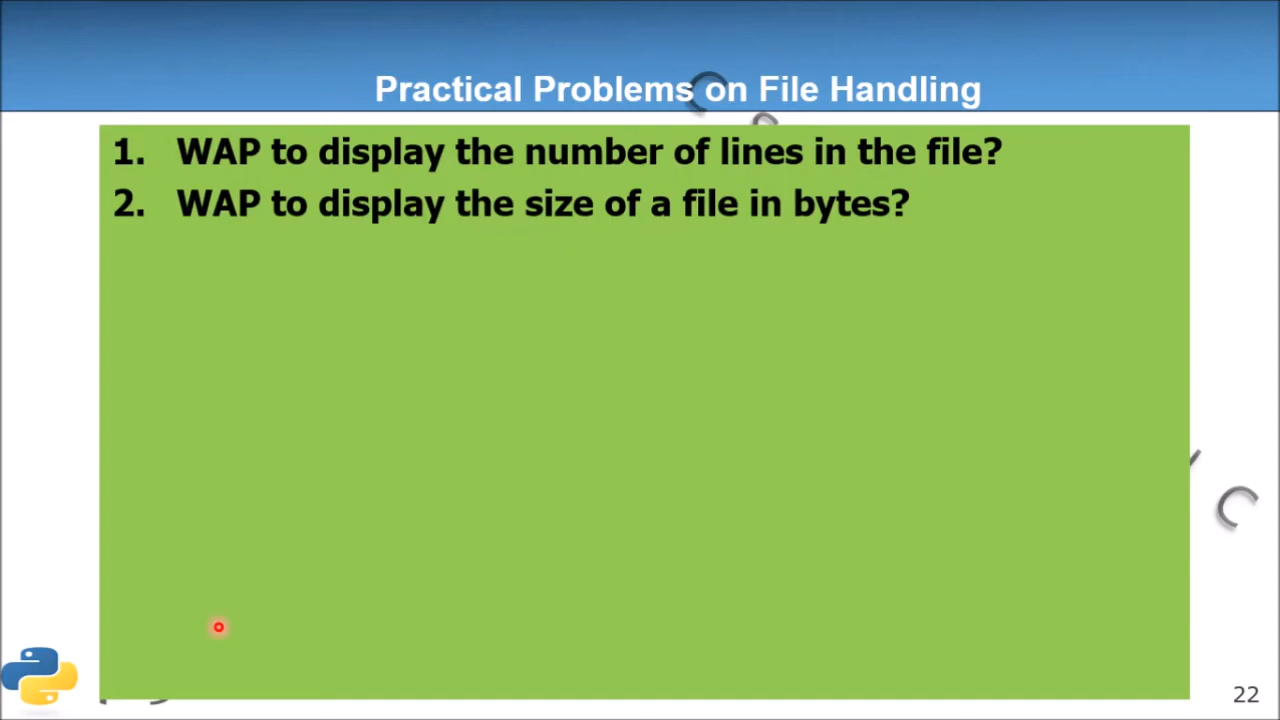 Practical Problems on File Handling
1. WAP to display the number of lines in the file?
2. WAP to display the size of a file in bytes?
22